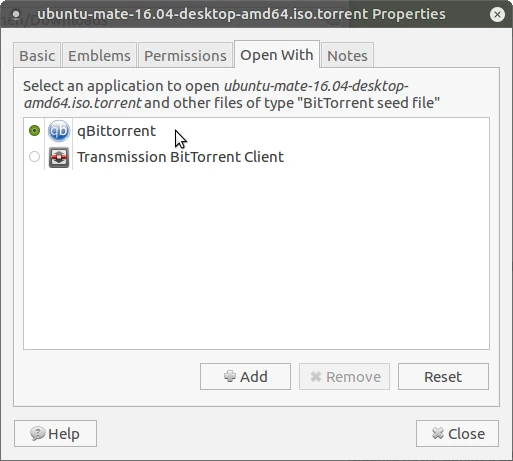 ubuntu-mate-16.04-desktop-amd64.iso.torrent Properties
Basic Emblems Permissions Open With Notes
Select an application to open ubuntu-mate-16.04-desktop-
amd64.iso.torrent and other files of type "BitTorrent seed file"
qb qBittorrent
Transmission BitTorrent Client
Add Remove Reset
Help Close